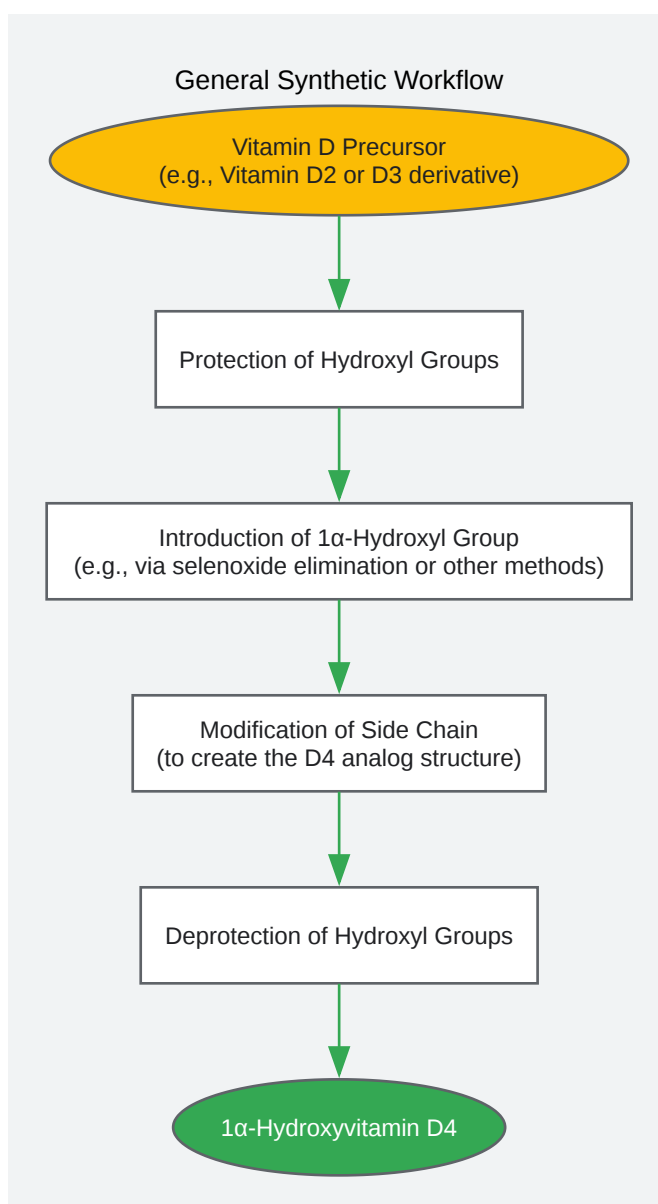 General Synthetic Workflow
Vitamin D Precursor
(e.g., Vitamin D2 or D3 derivative)
Protection of Hydroxyl Groups
Introduction of 1α-Hydroxyl Group
(e.g., via selenoxide elimination or other methods)
Modification of Side Chain
(to create the D4 analog structure)
Deprotection of Hydroxyl Groups
1α-Hydroxyvitamin D4